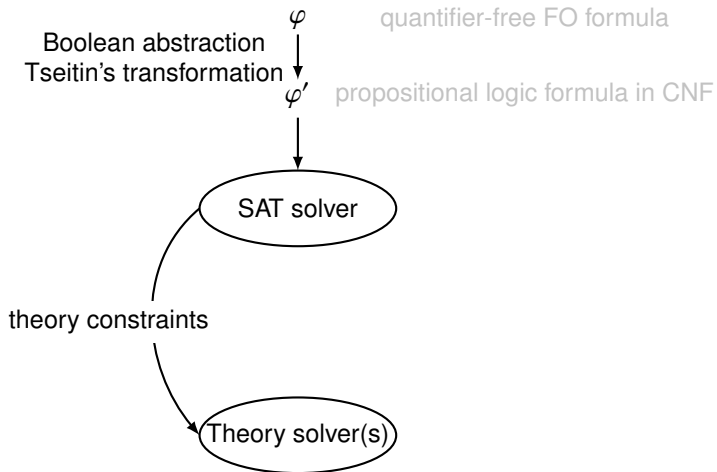 φ quantifier-free FO formula
Boolean abstraction
Tseitin's transformation
φ′ propositional logic formula in CNF
SAT solver
theory constraints
Theory solver(s)